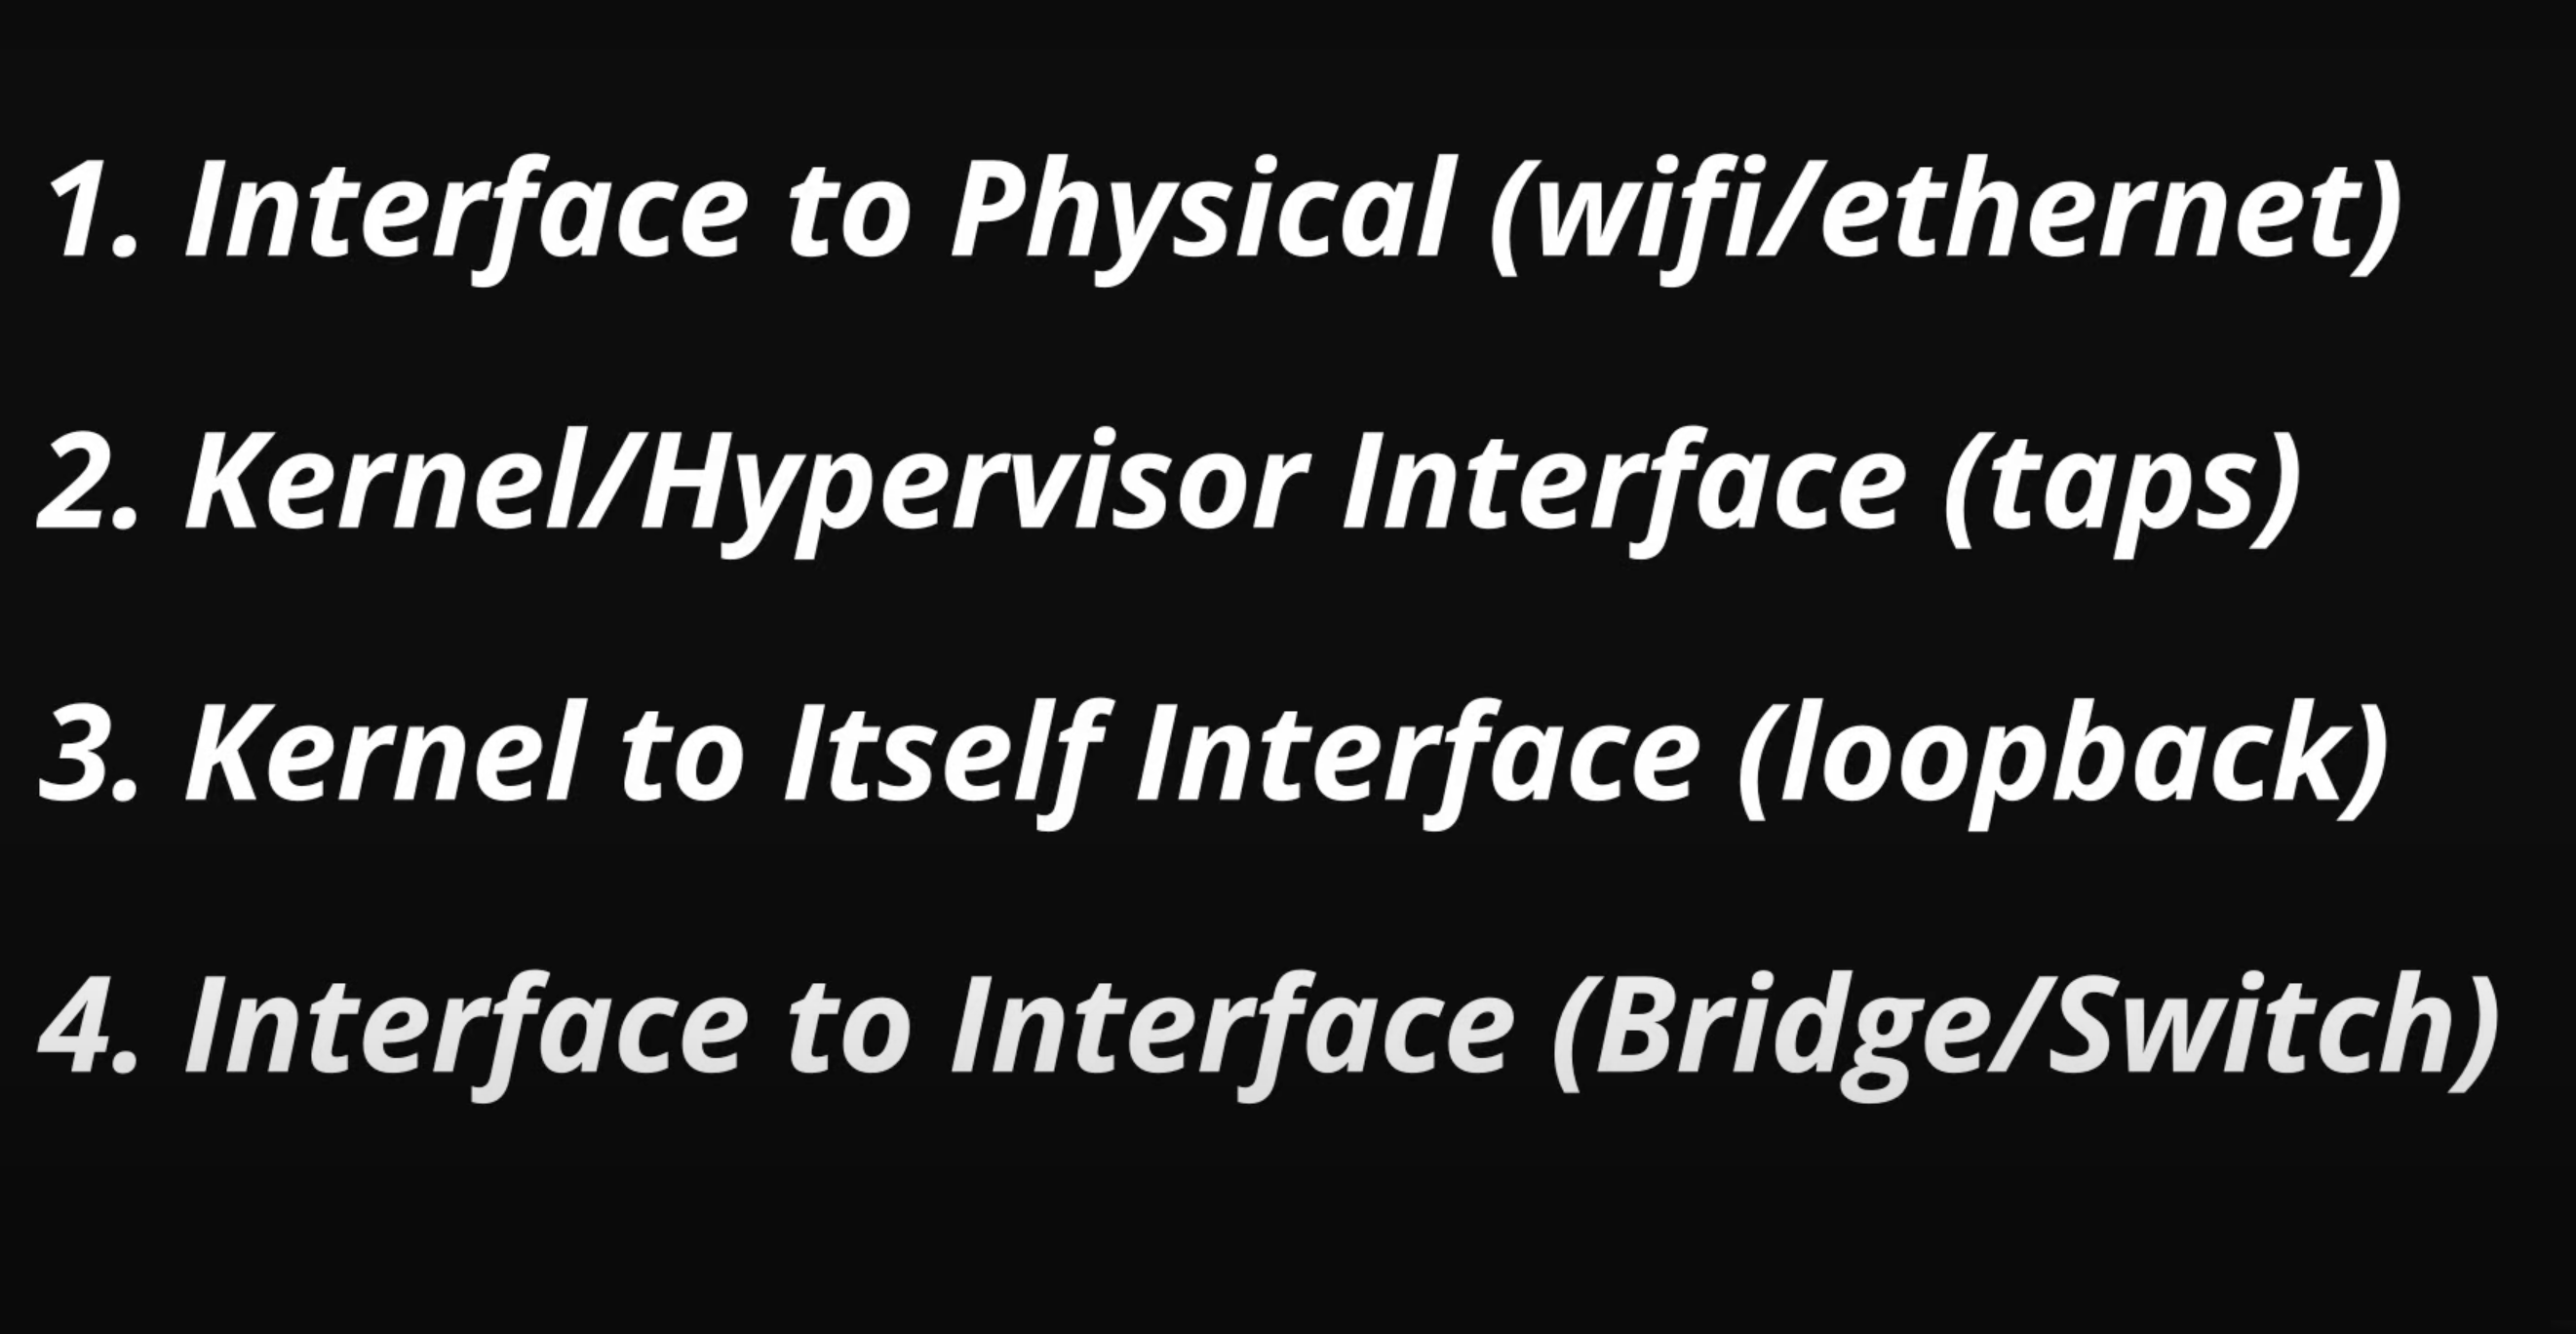 1. Interface to Physical (wifi/ethernet)
2. Kernel/Hypervisor Interface (taps)
3. Kernel to Itself Interface (loopback)
4. Interface to Interface (Bridge/Switch)